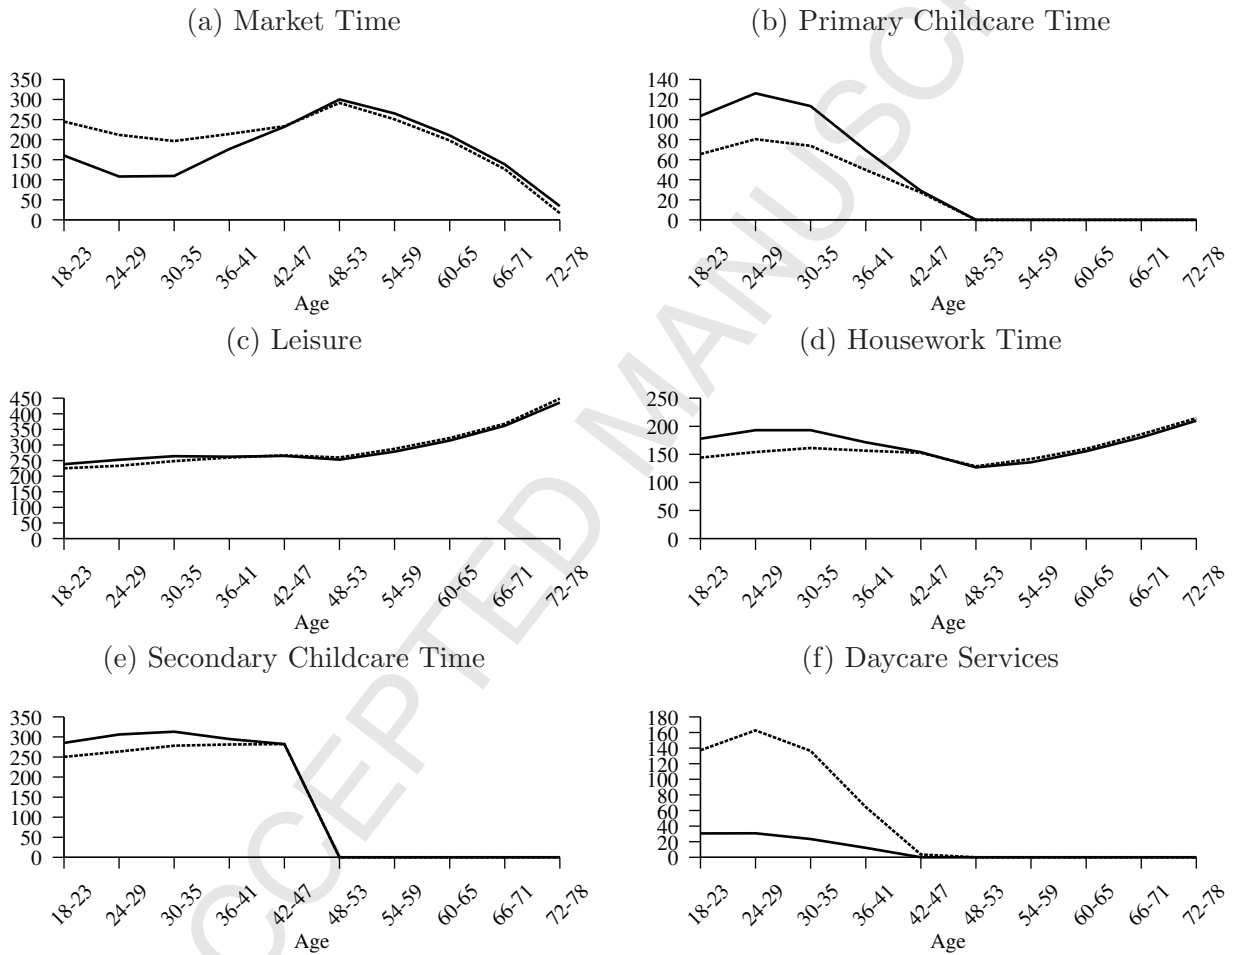 (a) Market Time
350
300
250
200
150
100
50
0
18-23 24-29 30-35 36-41 42-47 48-53 54-59 60-65 66-71 72-78
Age
(b) Primary Childcare Time
140
120
100
80
60
40
20
0
18-23 24-29 30-35 36-41 42-47 48-53 54-59 60-65 66-71 72-78
Age
(c) Leisure
450
400
350
300
250
200
150
100
50
0
18-23 24-29 30-35 36-41 42-47 48-53 54-59 60-65 66-71 72-78
Age
(d) Housework Time
250
200
150
100
50
0
18-23 24-29 30-35 36-41 42-47 48-53 54-59 60-65 66-71 72-78
Age
(e) Secondary Childcare Time
350
300
250
200
150
100
50
0
18-23 24-29 30-35 36-41 42-47 48-53 54-59 60-65 66-71 72-78
Age
(f) Daycare Services
180
160
140
120
100
80
60
40
20
0
18-23 24-29 30-35 36-41 42-47 48-53 54-59 60-65 66-71 72-78
Age
CCEPTED MANUSC